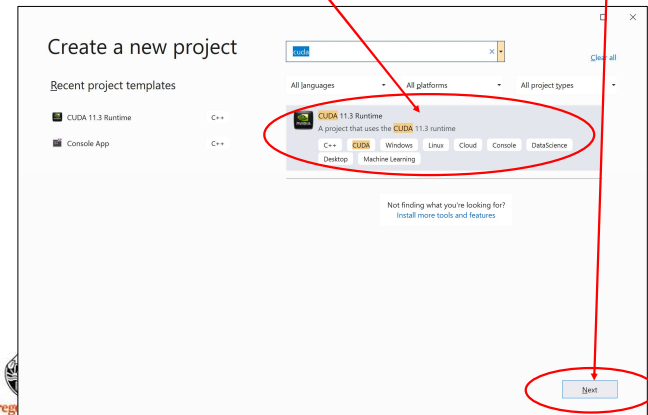 Create a new project
cuda
Clear all
Recent project templates
All languages
All platforms
All project types
CUDA 11.3 Runtime
C++
Console App
C++
CUDA 11.3 Runtime
A project that uses the CUDA 11.3 runtime
C++ CUDA Windows Linux Cloud Console DataScience
Desktop Machine Learning
Not finding what you're looking for?
Install more tools and features
Next